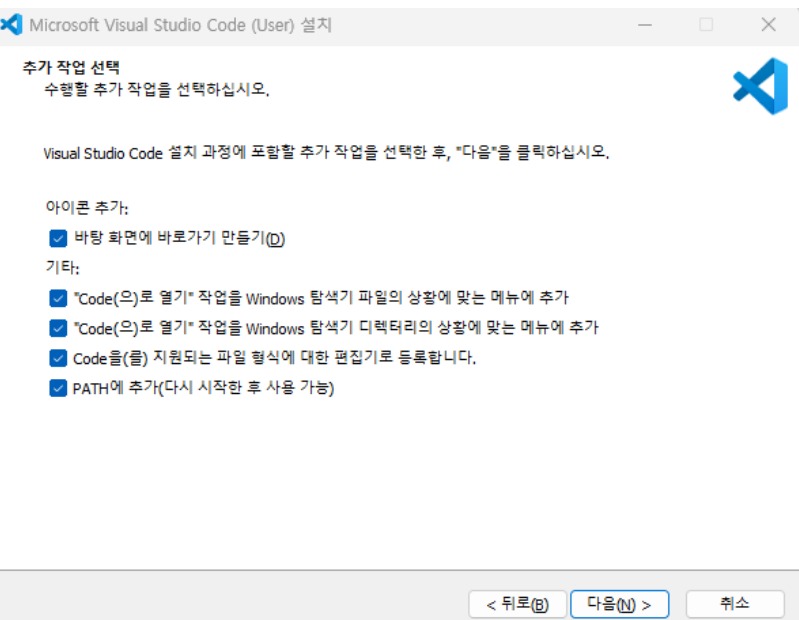 Microsoft Visual Studio Code (User) 설치
추가 작업 선택
수행할 추가 작업을 선택하십시오.
Visual Studio Code 설치 과정에 포함할 추가 작업을 선택한 후, "다음"을 클릭하십시오.
아이콘 추가:
바탕 화면에 바로가기 만들기(D)
기타:
"Code(으)로 열기" 작업을 Windows 탐색기 파일의 상황에 맞는 메뉴에 추가
"Code(으)로 열기" 작업을 Windows 탐색기 디렉터리의 상황에 맞는 메뉴에 추가
Code을(를) 지원되는 파일 형식에 대한 편집기로 등록합니다.
PATH에 추가(다시 시작한 후 사용 가능)
< 뒤로(B) 다음(N) > 취소